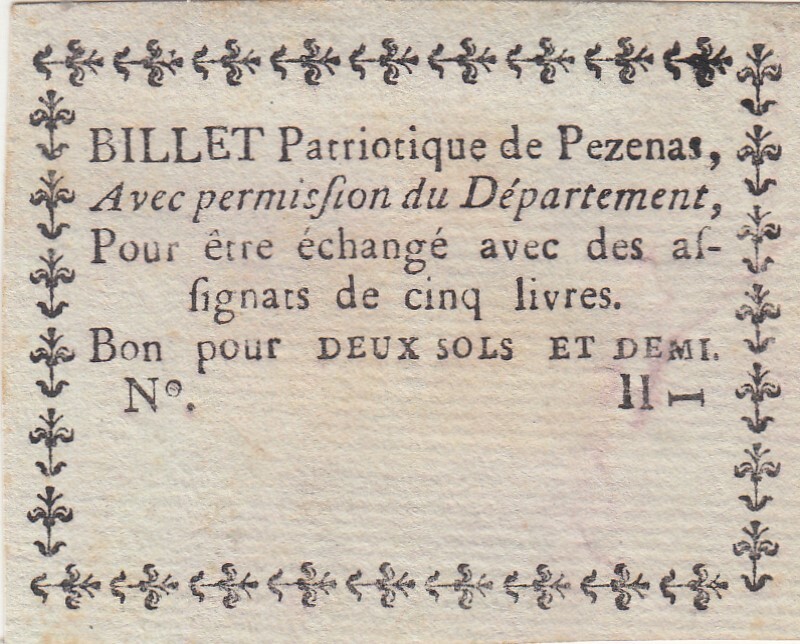 BILLET Patriotique de Pezenas,
Avec permisſion du Département,
Pour être échangé avec des aſ-
ſignats de cinq livres.
Bon pour DEUX SOLS ET DEMI.
Nº. II I